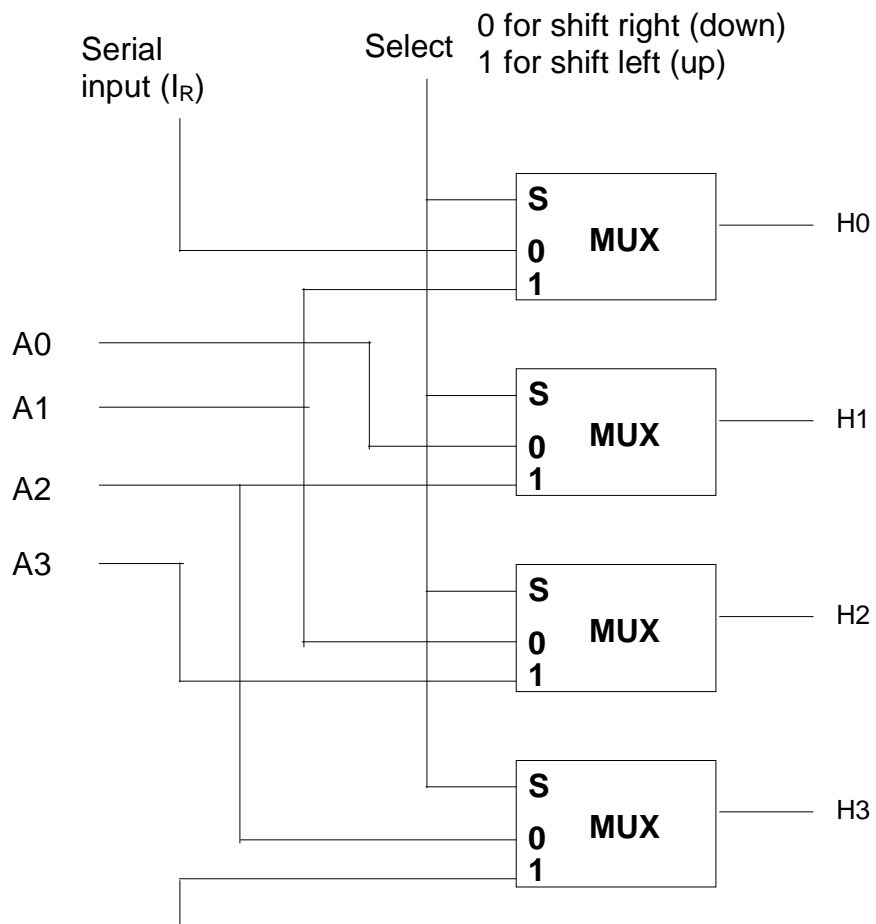 Serial
input (IR)
Select
0 for shift right (down)
1 for shift left (up)
S
0
1
MUX
H0
A0
A1
A2
A3
S
0
1
MUX
H1
S
0
1
MUX
H2
S
0
1
MUX
H3